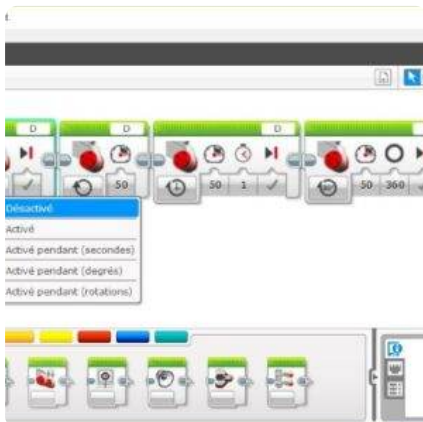 D
D
D
50
50
1
50
360
Désactivé
Activé
Activé pendant (secondes)
Activé pendant (degrés)
Activé pendant (rotations)